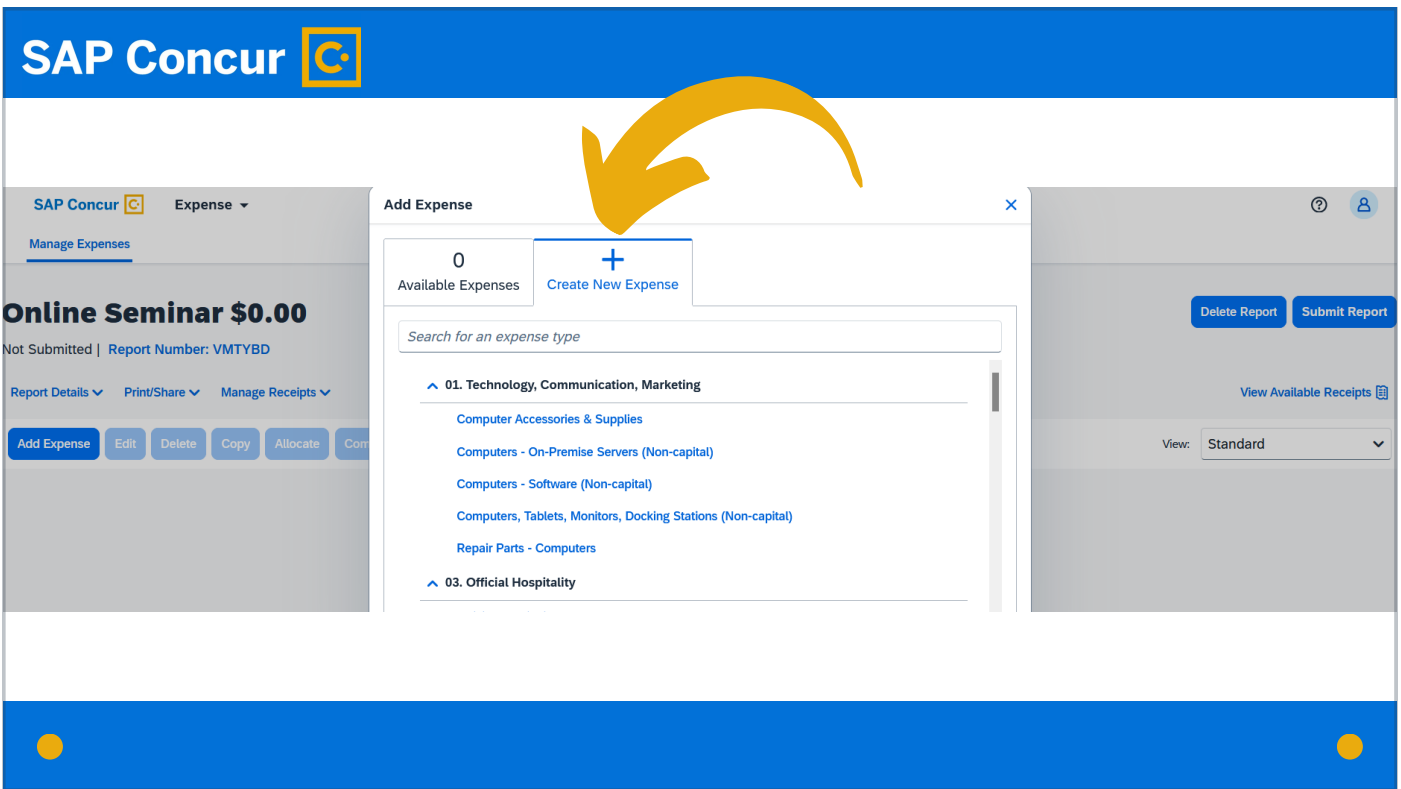 SAP Concur
SAP Concur
Expense
Manage Expenses
Add Expense
0
Available Expenses
Create New Expense
Online Seminar $0.00
Delete Report
Submit Report
Not Submitted | Report Number: VMTYBD
Search for an expense type
Report Details
Print/Share
Manage Receipts
View Available Receipts
01. Technology, Communication, Marketing
Computer Accessories & Supplies
Add Expense
Edit
Delete
Copy
Allocate
View: Standard
Computers - On-Premise Servers (Non-capital)
Computers - Software (Non-capital)
Computers, Tablets, Monitors, Docking Stations (Non-capital)
Repair Parts - Computers
03. Official Hospitality